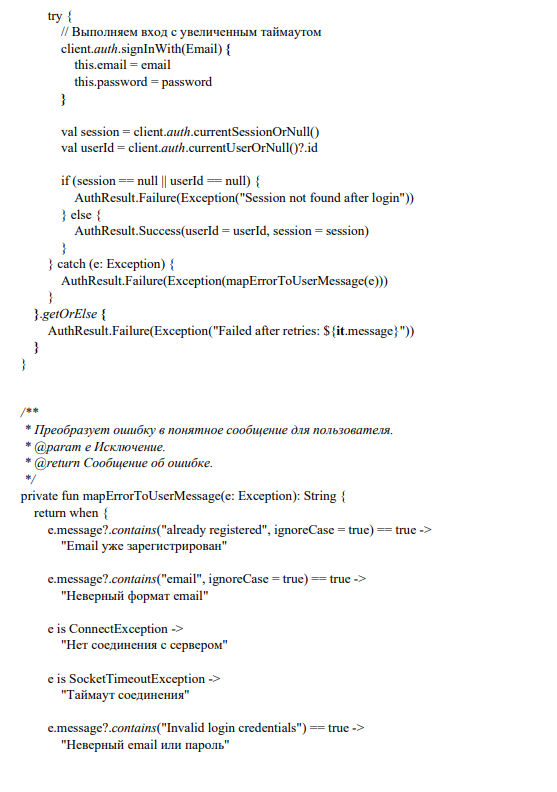 try {
// Выполняем вход с увеличенным таймаутом
client.auth.signInWith(Email) {
this.email = email
this.password = password
}
val session = client.auth.currentSessionOrNull()
val userId = client.auth.currentUserOrNull()?.id
if (session == null || userId == null) {
AuthResult.Failure(Exception("Session not found after login"))
} else {
AuthResult.Success(userId = userId, session = session)
}
} catch (e: Exception) {
AuthResult.Failure(Exception(mapErrorToUserMessage(e)))
}
}.getOrElse {
AuthResult.Failure(Exception("Failed after retries: ${it.message}"))
}
}
/**
* Преобразует ошибку в понятное сообщение для пользователя.
* @param e Исключение.
* @return Сообщение об ошибке.
*/
private fun mapErrorToUserMessage(e: Exception): String {
return when {
e.message?.contains("already registered", ignoreCase = true) == true ->
"Email уже зарегистрирован"
e.message?.contains("email", ignoreCase = true) == true ->
"Неверный формат email"
e is ConnectException ->
"Нет соединения с сервером"
e is SocketTimeoutException ->
"Таймаут соединения"
e.message?.contains("Invalid login credentials") == true ->
"Неверный email или пароль"